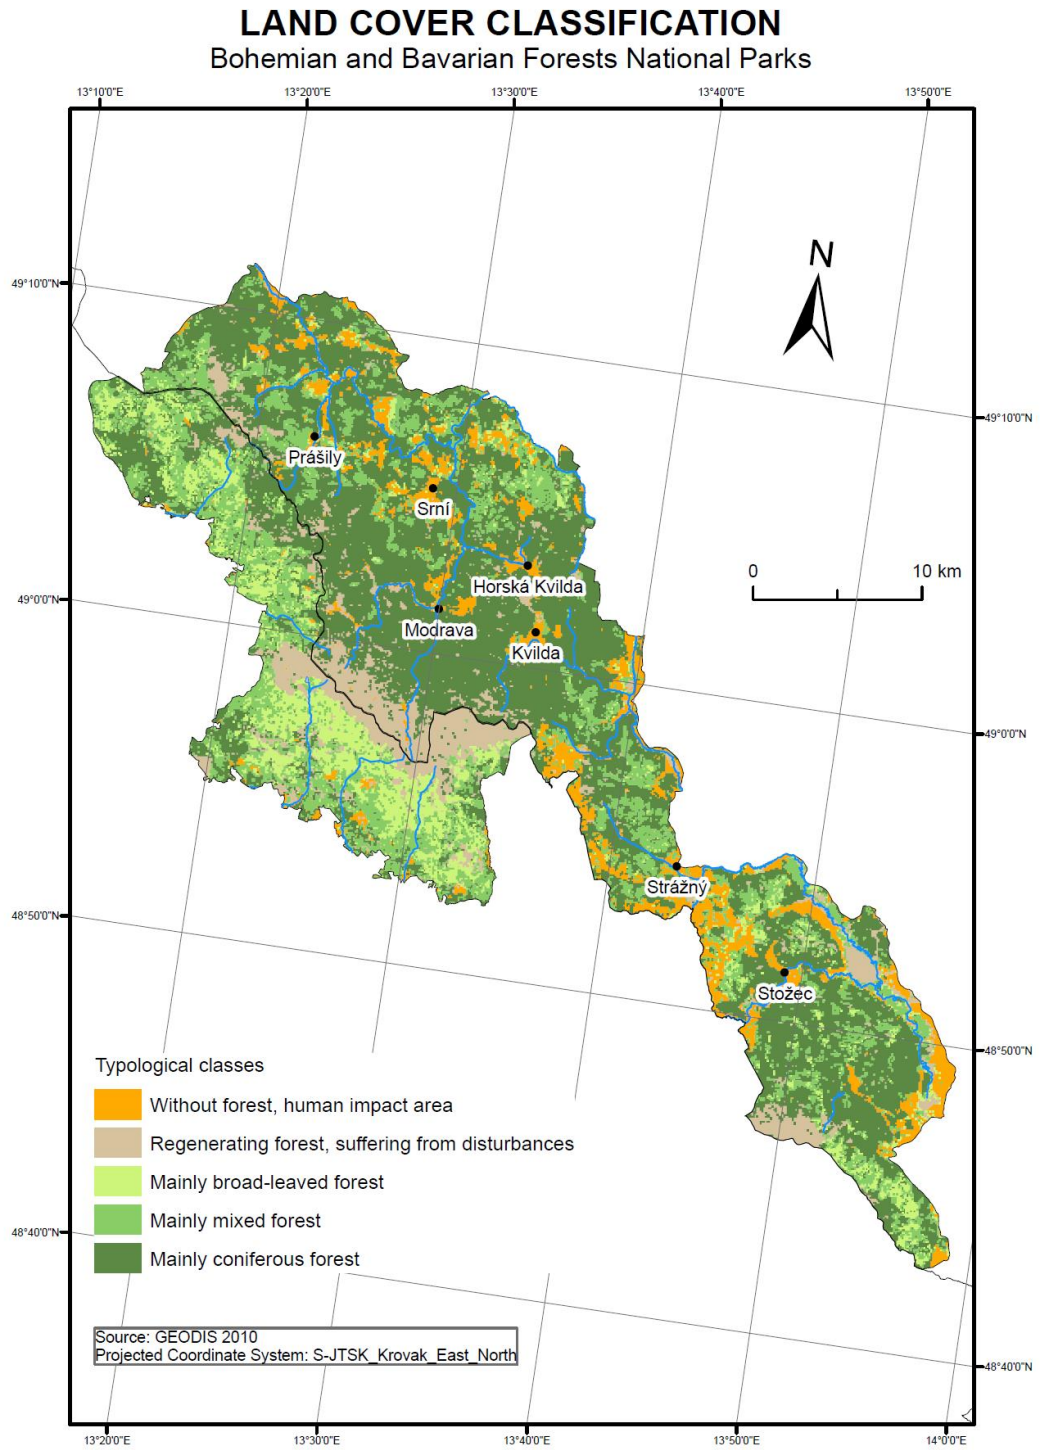 LAND COVER CLASSIFICATION
Bohemian and Bavarian Forests National Parks
13°10'0"E
13°20'0"E
13°30'0"E
13°40'0"E
13°50'0"E
N
49°10'0"N
49°10'0"N
Prášily
Srní
0
10 km
Horská Kvilda
49°0'0"N
Modrava
Kvilda
49°0'0"N
Strážný
48°50'0"N
Stožec
48°50'0"N
Typological classes
Without forest, human impact area
Regenerating forest, suffering from disturbances
Mainly broad-leaved forest
Mainly mixed forest
48°40'0"N
Mainly coniferous forest
Source: GEODIS 2010
Projected Coordinate System: S-JTSK_Krovak_East_North
48°40'0"N
13°20'0"E
13°30'0"E
13°40'0"E
13°50'0"E
14°0'0"E